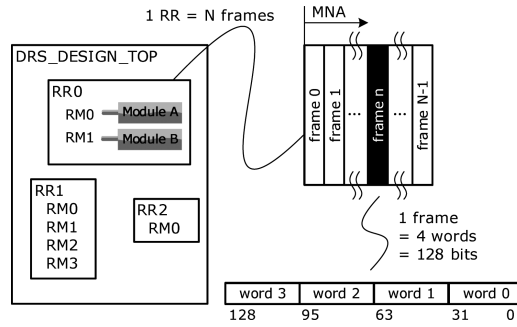 1 RR = N frames
MNA
DRS_DESIGN_TOP
RR0
RM0 Module A
RM1 Module B
RR1
RM0
RM1
RM2
RM3
RR2
RM0
frame 0
frame 1
...
frame n
...
frame N-1
1 frame
= 4 words
= 128 bits
word 3 word 2 word 1 word 0
128 95 63 31 0